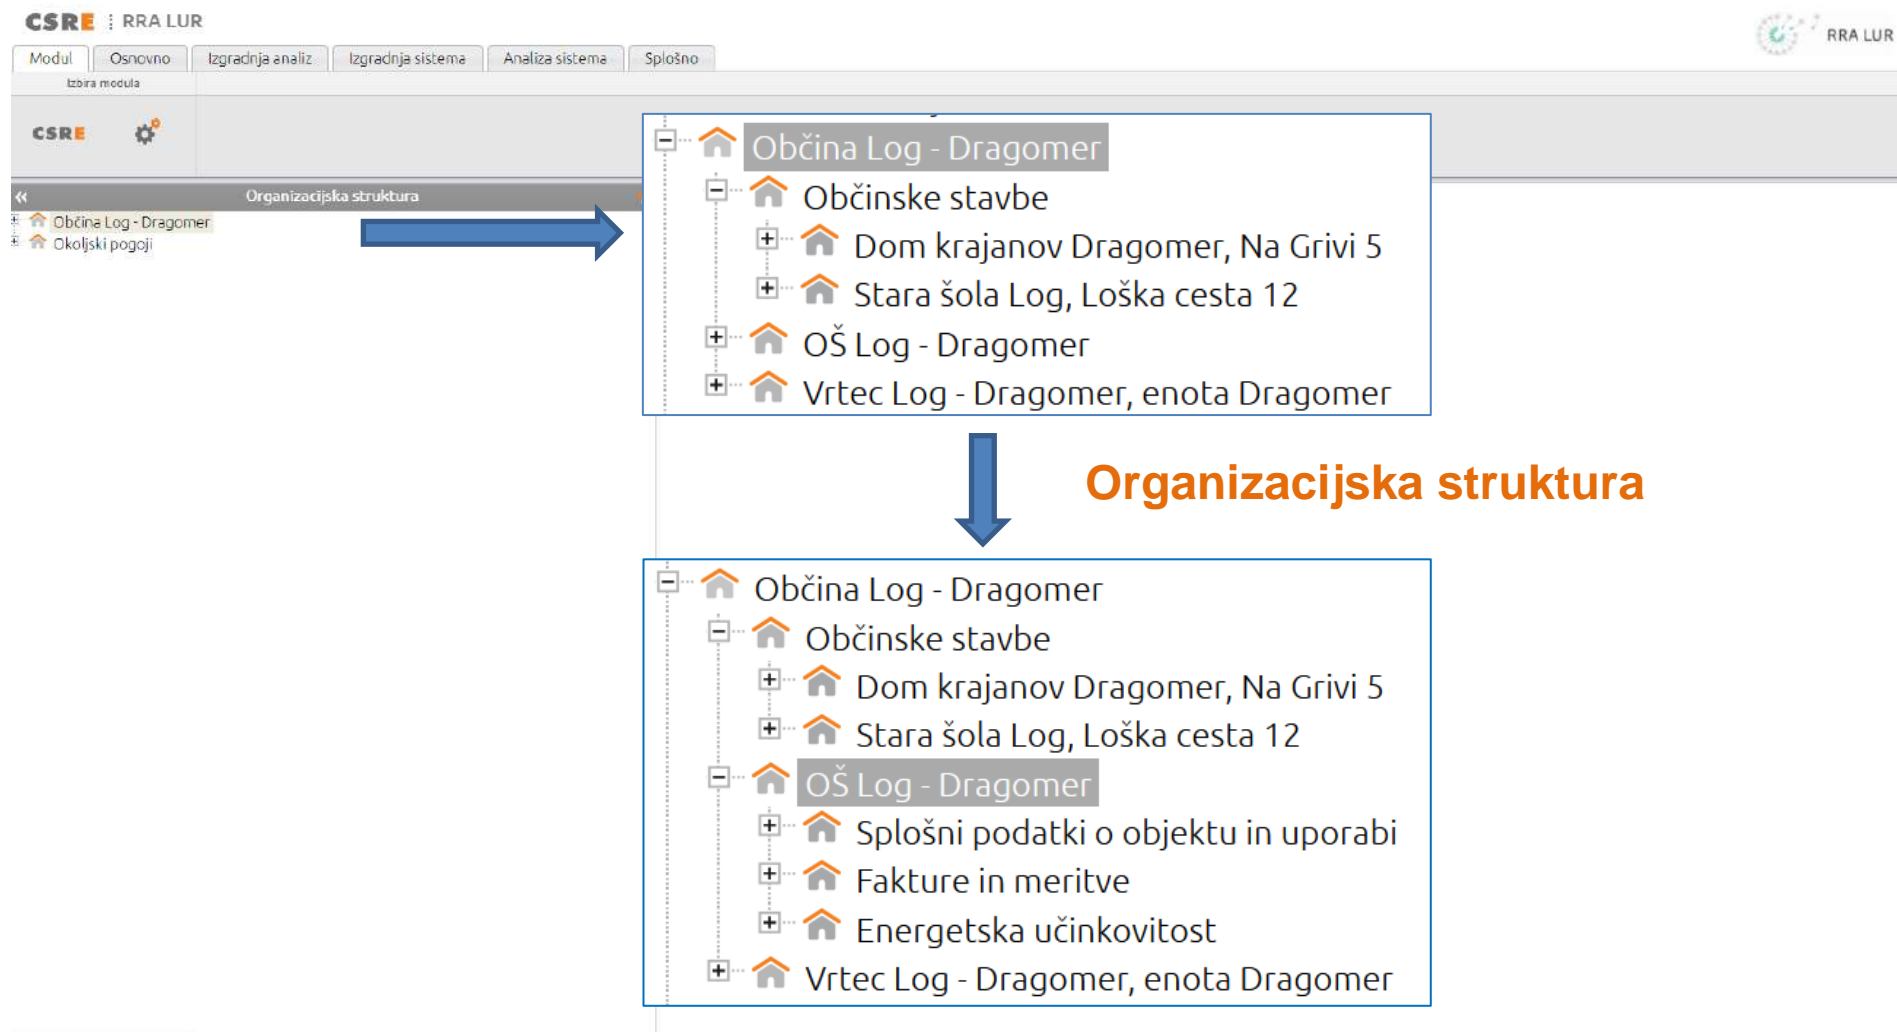 CSRE RRA LUR
RRA LUR
Modul Osnovno Izgradnja analiz Izgradnja sistema Analiza sistema Splošno
Izbira modula
CSRE
Organizacijska struktura
Občina Log - Dragomer
Okoljski pogoji
Občina Log - Dragomer
Občinske stavbe
Dom krajanov Dragomer, Na Grivi 5
Stara šola Log, Loška cesta 12
OŠ Log - Dragomer
Vrtec Log - Dragomer, enota Dragomer
Organizacijska struktura
Občina Log - Dragomer
Občinske stavbe
Dom krajanov Dragomer, Na Grivi 5
Stara šola Log, Loška cesta 12
OŠ Log - Dragomer
Splošni podatki o objektu in uporabi
Fakture in meritve
Energetska učinkovitost
Vrtec Log - Dragomer, enota Dragomer